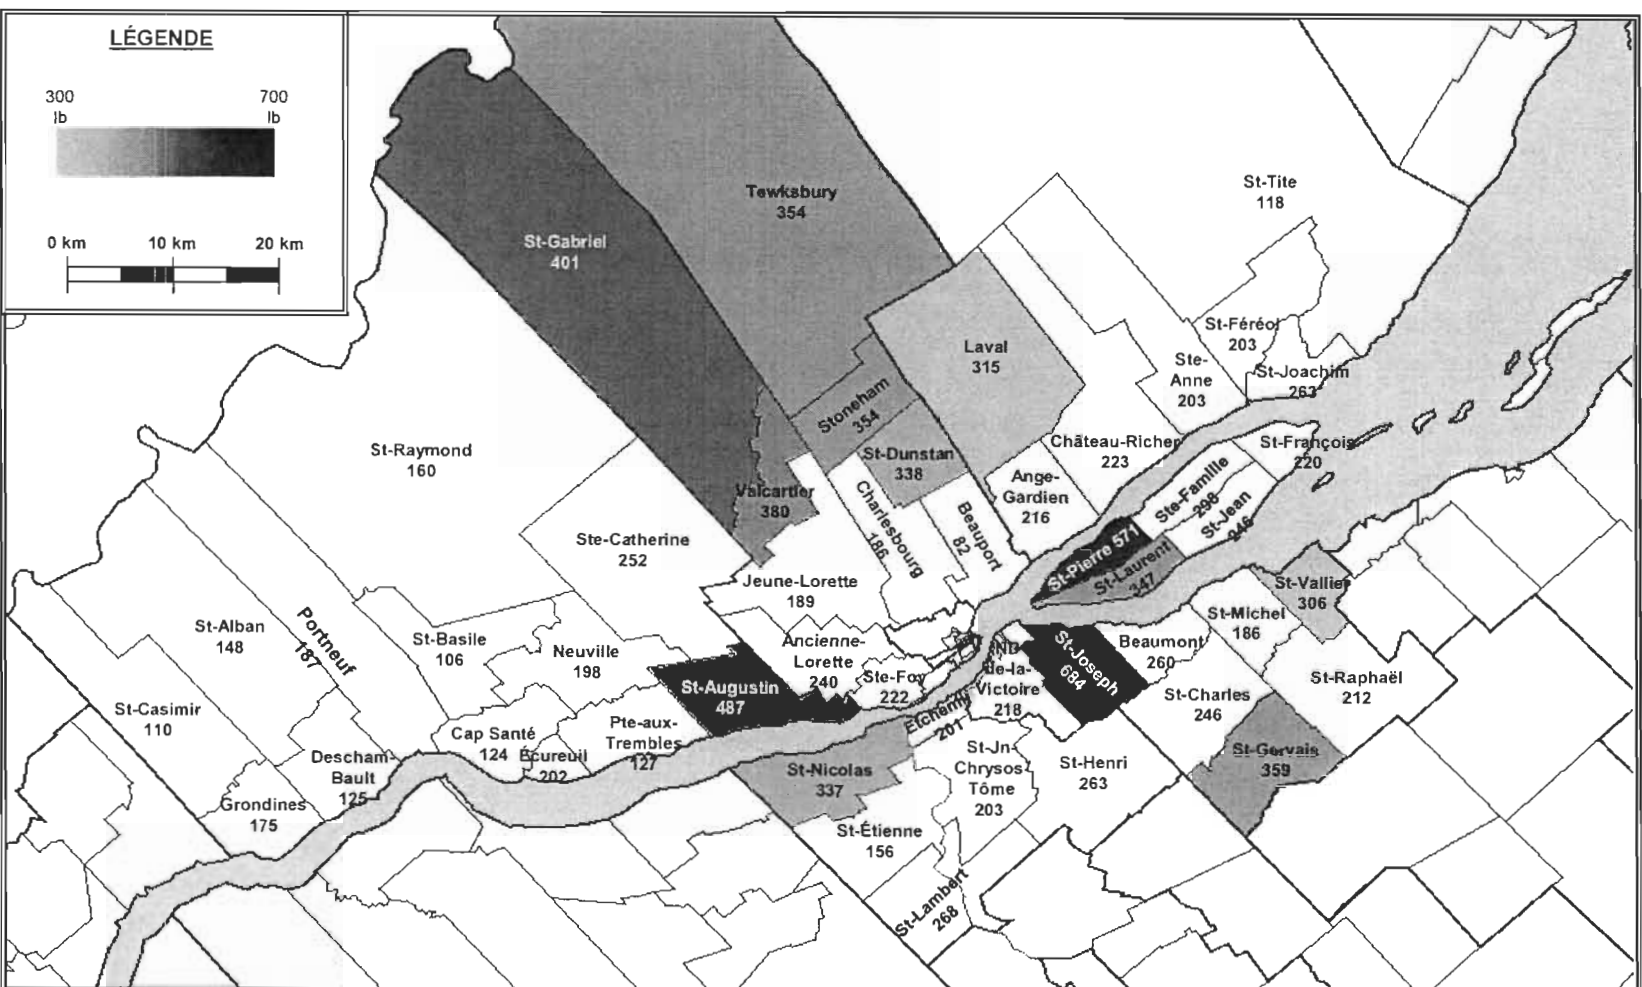 LÉGENDE
300
lb
700
lb
0 km
10 km
20 km
Tewksbury
354
St-Gabriel
401
St-Tite
118
Laval
315
St-Féréol
203
Ste-
Anne
203
St-Joachim
263
Stoneham
354
St-Raymond
160
St-Dunstan
338
Château-Richer
223
St-François
220
Valcartier
380
Ange-
Gardien
216
Ste-Famille
298
St-Jean
246
Charlesbourg
186
Beauport
82
Ste-Catherine
252
St-Pierre 571
St-Laurent
347
Jeune-Lorette
189
St-Vallier
306
St-Michel
186
St-Alban
148
Portneuf
187
St-Basile
106
Neuville
198
Ancienne-
Lorette
240
Ste-Foy
222
ND-
de-la-
Victoire
218
St-Joseph
684
Beaumont
260
St-Raphaël
212
St-Augustin
487
St-Charles
246
St-Casimir
110
Cap Santé
124
Écureuil
202
Pte-aux-
Trembles
127
Etchemin
201
St-Jn-
Chrysos-
Tôme
203
St-Henri
263
St-Gervais
359
Descham-
Bault
125
St-Nicolas
337
Grondines
175
St-Étienne
156
St-Lambert
268